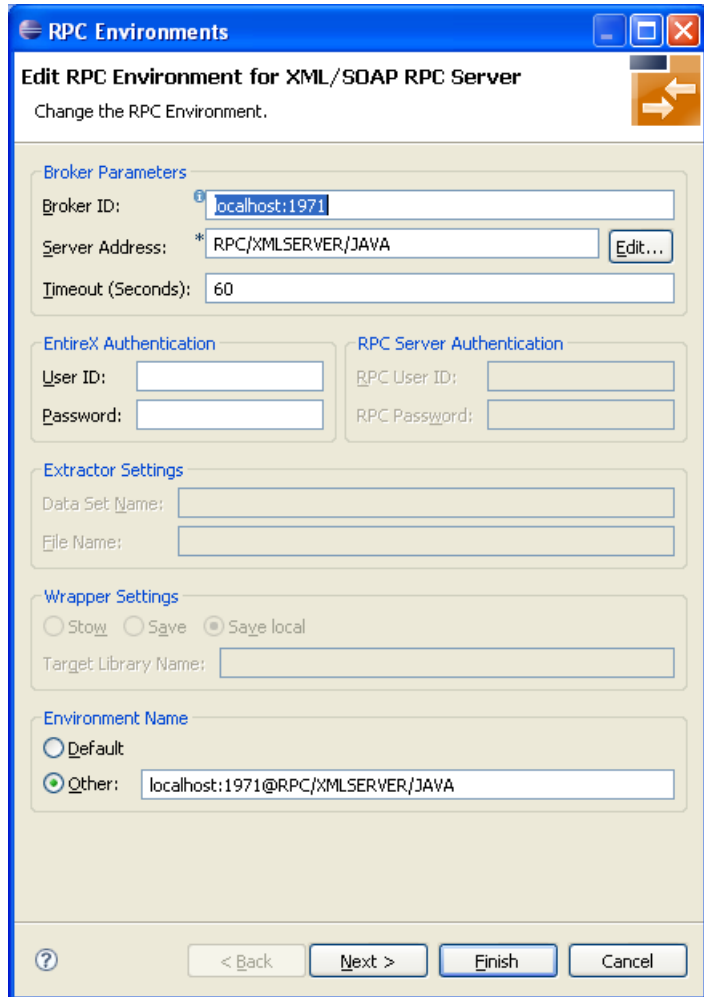 RPC Environments
Edit RPC Environment for XML/SOAP RPC Server
Change the RPC Environment.
Broker Parameters
Broker ID: localhost:1971
Server Address: * RPC/XMLSERVER/JAVA Edit...
Timeout (Seconds): 60
EntireX Authentication RPC Server Authentication
User ID: RPC User ID:
Password: RPC Password:
Extractor Settings
Data Set Name:
File Name:
Wrapper Settings
Stow Save Save local
Target Library Name:
Environment Name
Default
Other: localhost:1971@RPC/XMLSERVER/JAVA
? < Back Next > Finish Cancel